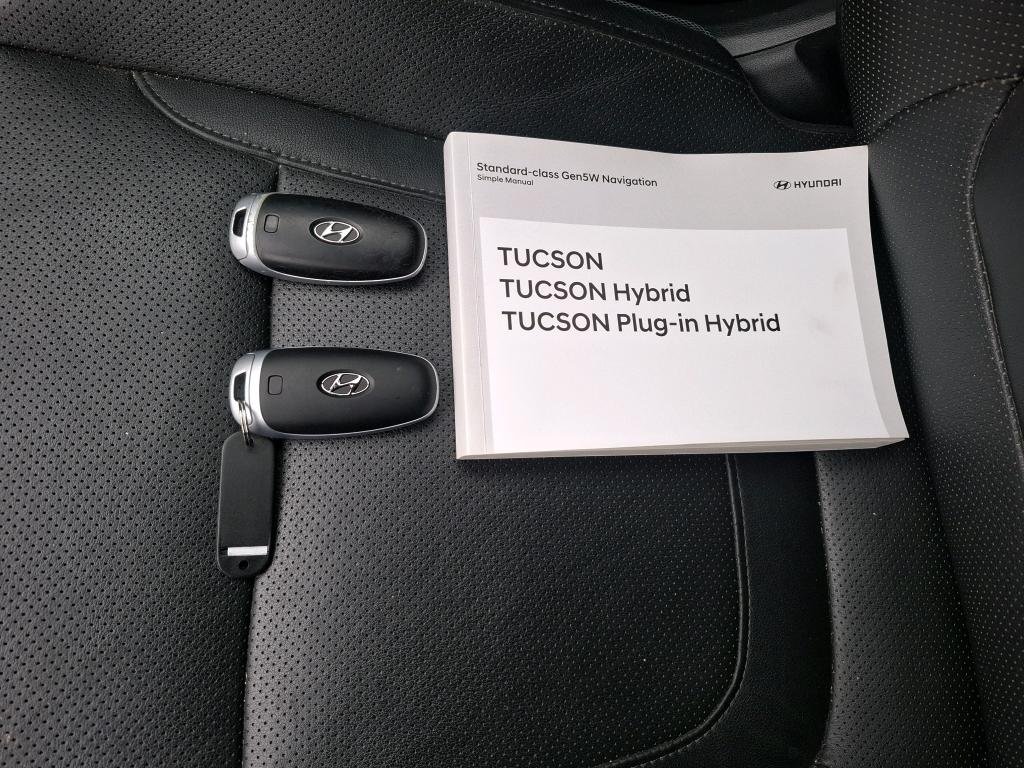 Standard-class Gen5W Navigation
Simple Manual
HYUNDAI
TUCSON
TUCSON Hybrid
TUCSON Plug-in Hybrid